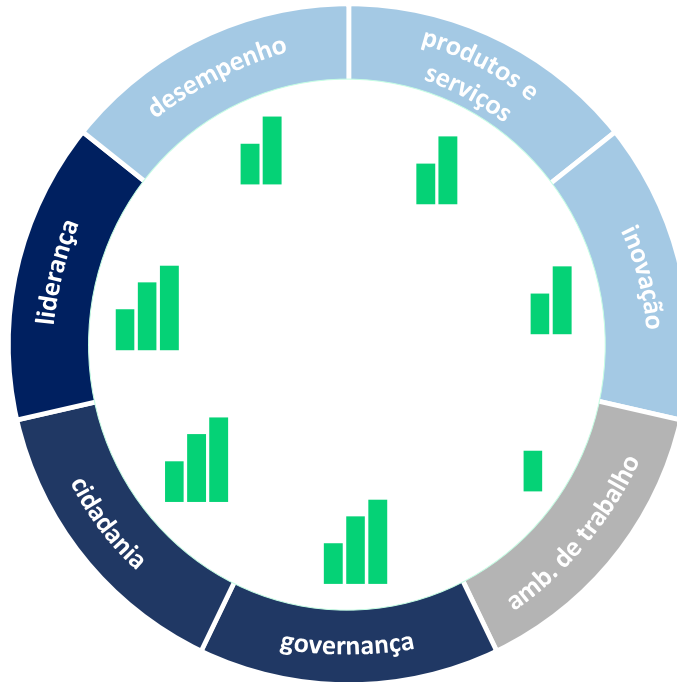 desempenho
produtos e
serviços
inovação
amb. de trabalho
governança
cidadania
liderança